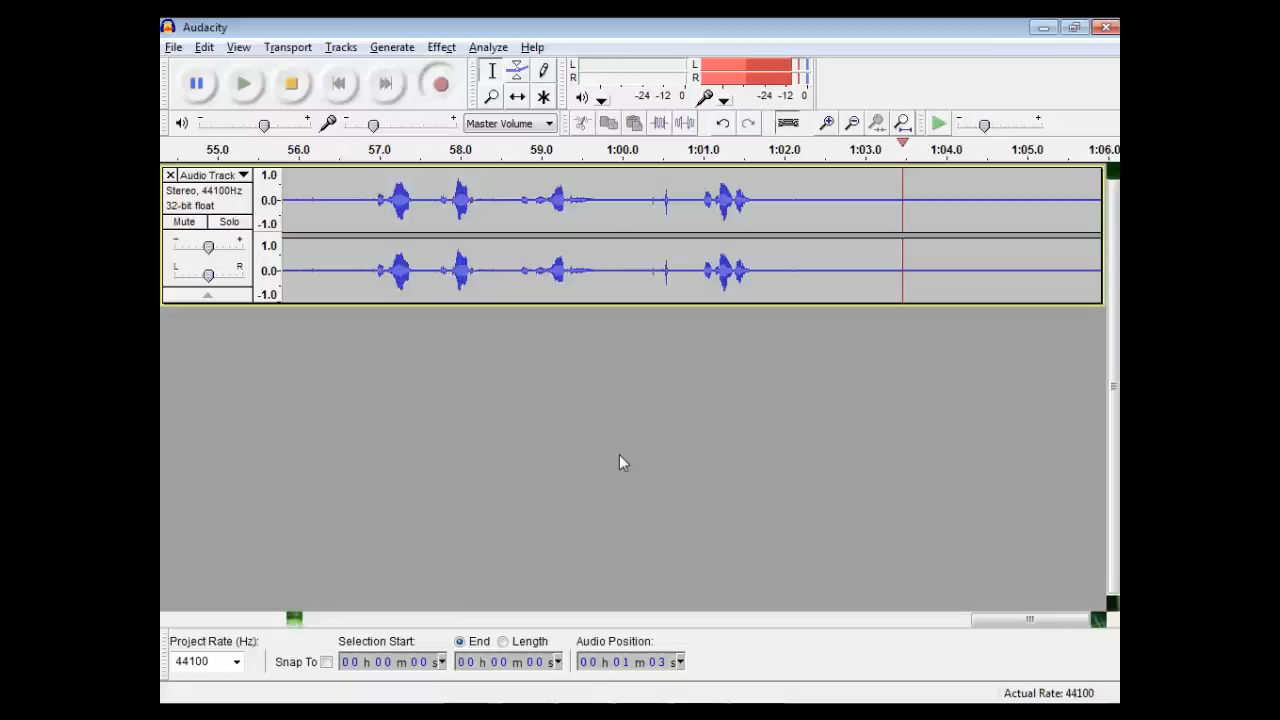 Audacity
File Edit View Transport Tracks Generate Effect Analyze Help
L
R
-24 -12 0
L
R
-24 -12 0
- + - + Master Volume - +
55.0 56.0 57.0 58.0 59.0 1:00.0 1:01.0 1:02.0 1:03.0 1:04.0 1:05.0 1:06.0
Audio Track
Stereo, 44100Hz
32-bit float
Mute Solo
- +
L R
1.0
0.0
-1.0
1.0
0.0
-1.0
Project Rate (Hz): Selection Start: End Length Audio Position:
44100 Snap To 00 h 00 m 00 s 00 h 00 m 00 s 00 h 01 m 03 s
Actual Rate: 44100